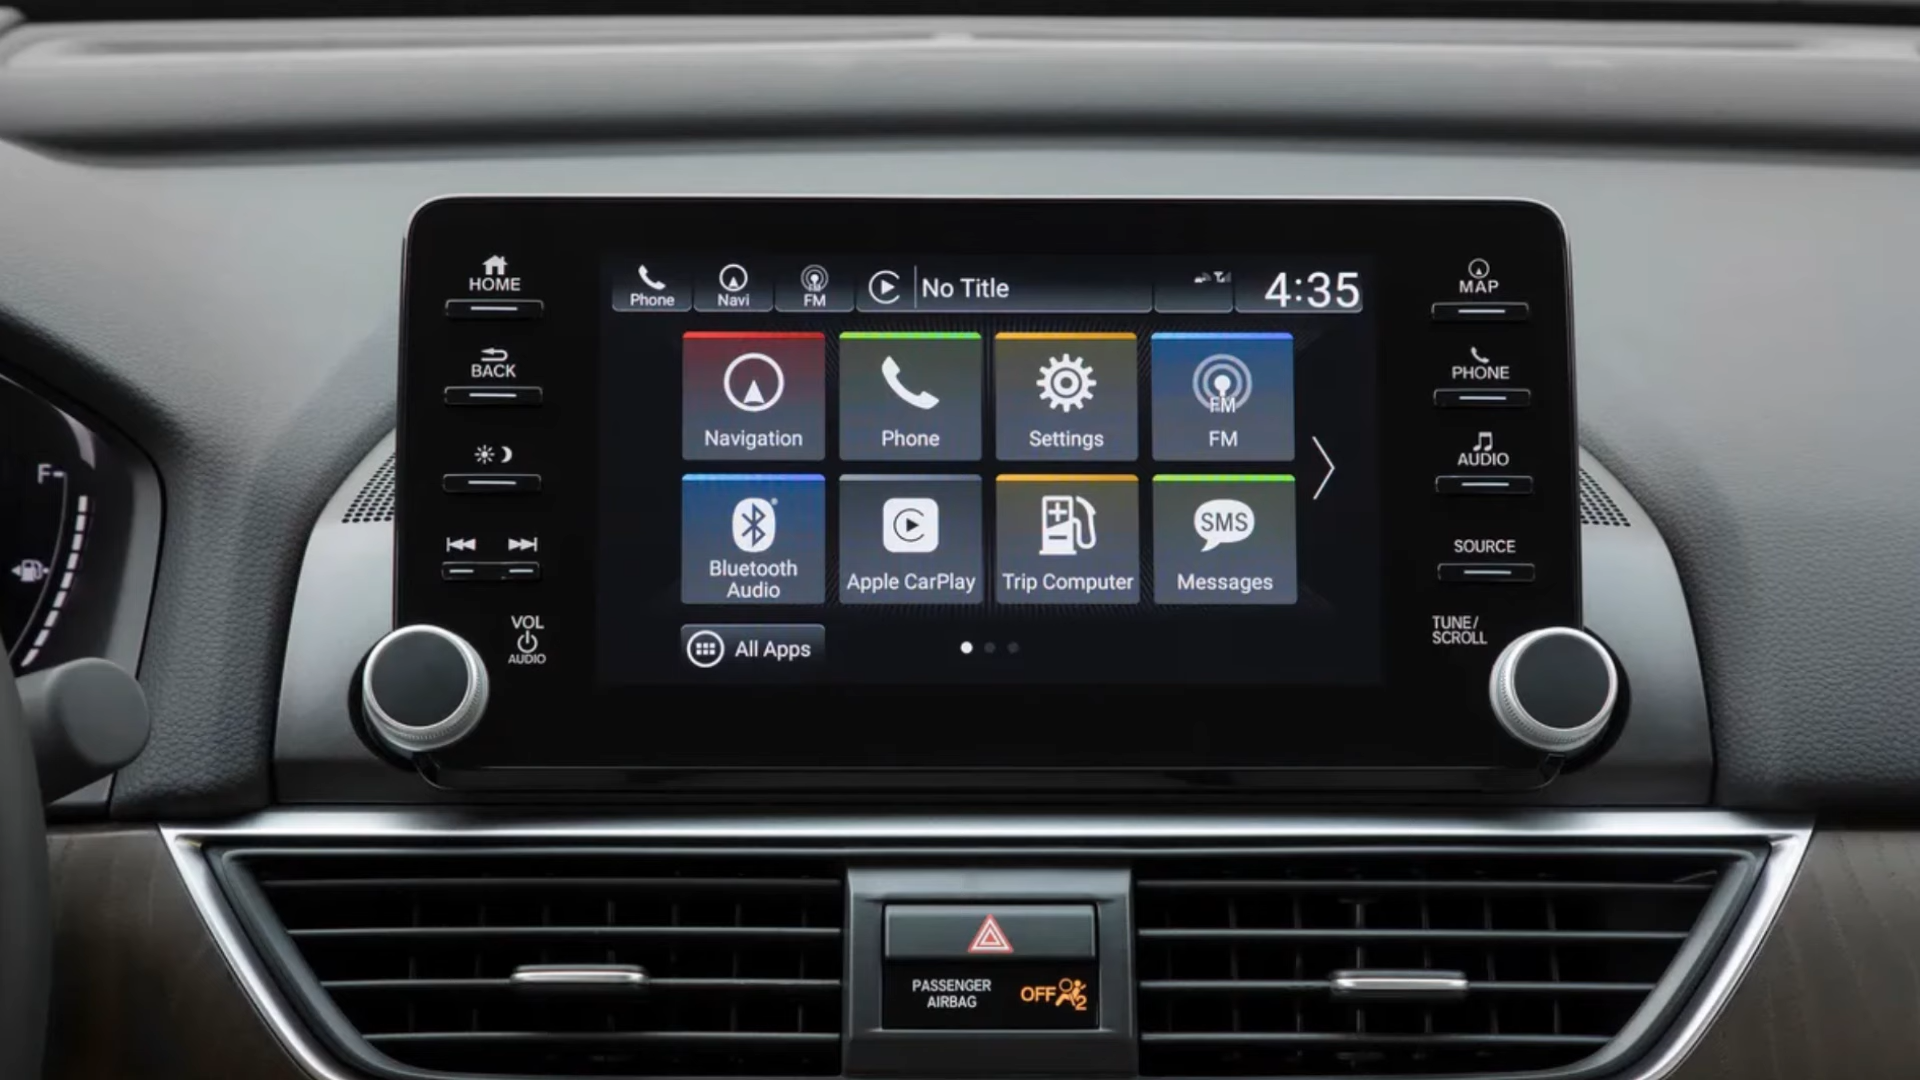 HOME
BACK
VOL
AUDIO
Phone
Navi
FM
No Title
4:35
Navigation
Phone
Settings
FM
FM
Bluetooth
Audio
Apple CarPlay
Trip Computer
SMS
Messages
All Apps
MAP
PHONE
AUDIO
SOURCE
TUNE/
SCROLL
F
PASSENGER
AIRBAG
OFF
2